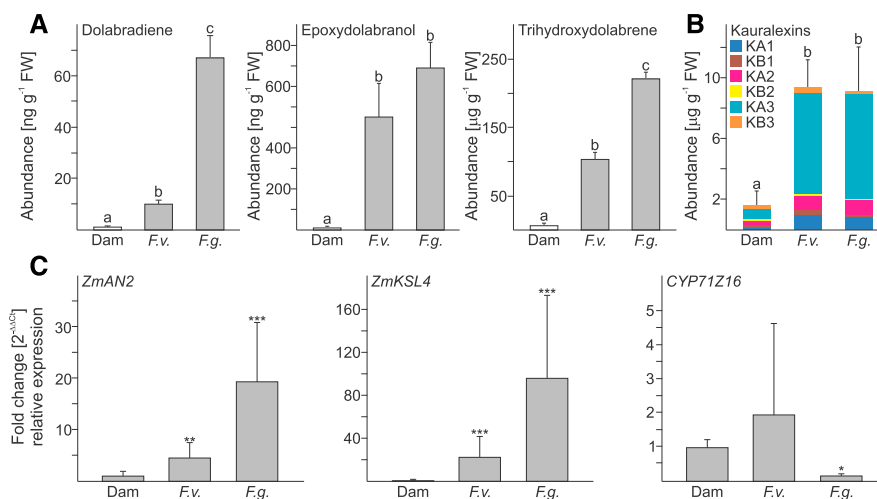 A
Dolabradiene
Abundance [ng g⁻¹ FW]
60
40
20
a
b
c
Dam
F.v.
F.g.
Epoxydolabranol
Abundance [ng g⁻¹ FW]
800
600
400
200
a
b
b
Dam
F.v.
F.g.
Trihydroxydolabrene
Abundance [µg g⁻¹ FW]
250
150
50
a
b
c
Dam
F.v.
F.g.
B
Kauralexins
KA1
KB1
KA2
KB2
KA3
KB3
Abundance [µg g⁻¹ FW]
10
6
2
a
b
b
Dam
F.v.
F.g.
C
Fold change [2^-ΔΔCt]
relative expression
ZmAN2
30
20
10
**
***
Dam
F.v.
F.g.
ZmKSL4
160
120
80
40
***
***
Dam
F.v.
F.g.
CYP71Z16
5
4
3
2
1
*
Dam
F.v.
F.g.